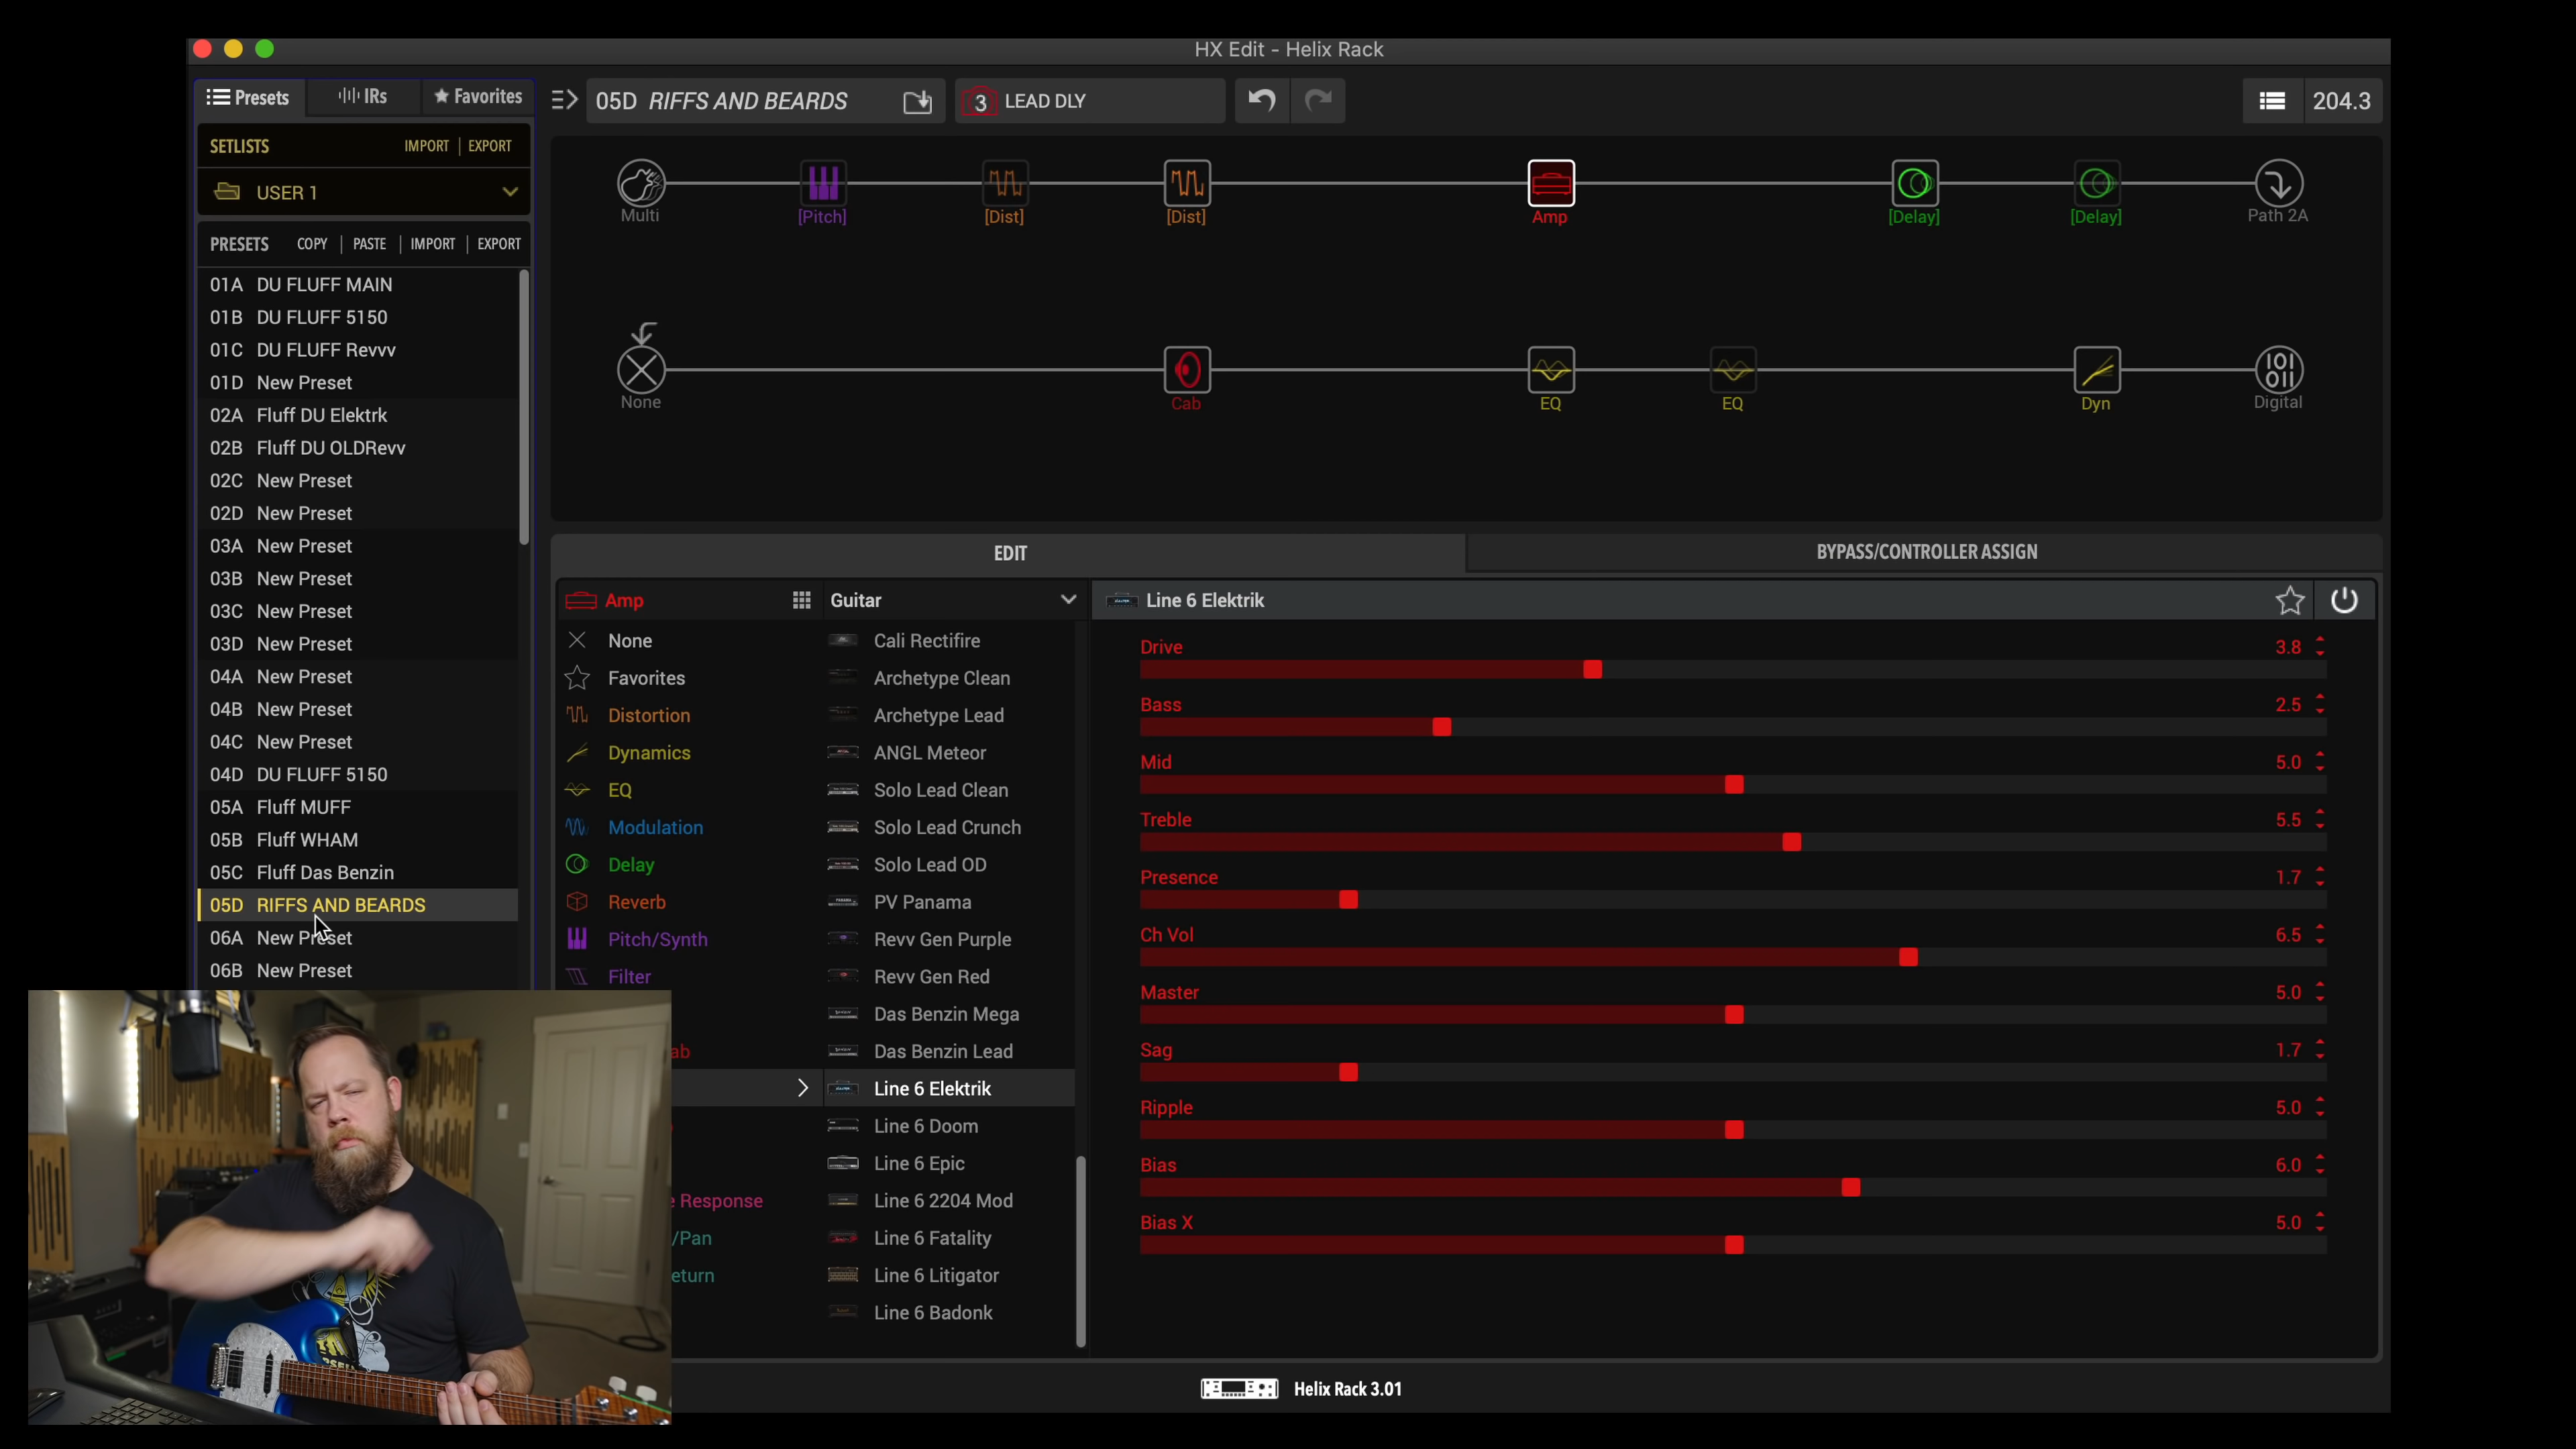 HX Edit - Helix Rack
Presets
IRs
Favorites
05D RIFFS AND BEARDS
3 LEAD DLY
204.3
SETLISTS IMPORT | EXPORT
USER 1
PRESETS COPY | PASTE | IMPORT | EXPORT
01A DU FLUFF MAIN
01B DU FLUFF 5150
01C DU FLUFF Revvv
01D New Preset
02A Fluff DU Elektrk
02B Fluff DU OLDRevv
02C New Preset
02D New Preset
03A New Preset
03B New Preset
03C New Preset
03D New Preset
04A New Preset
04B New Preset
04C New Preset
04D DU FLUFF 5150
05A Fluff MUFF
05B Fluff WHAM
05C Fluff Das Benzin
05D RIFFS AND BEARDS
06A New Preset
06B New Preset
Multi
[Pitch]
[Dist]
[Dist]
Amp
[Delay]
[Delay]
Path 2A
None
Cab
EQ
EQ
Dyn
Digital
EDIT
BYPASS/CONTROLLER ASSIGN
Amp
None
Favorites
Distortion
Dynamics
EQ
Modulation
Delay
Reverb
Pitch/Synth
Filter
ab
e Response
/Pan
eturn
Guitar
Cali Rectifire
Archetype Clean
Archetype Lead
ANGL Meteor
Solo Lead Clean
Solo Lead Crunch
Solo Lead OD
PV Panama
Revv Gen Purple
Revv Gen Red
Das Benzin Mega
Das Benzin Lead
Line 6 Elektrik
Line 6 Doom
Line 6 Epic
Line 6 2204 Mod
Line 6 Fatality
Line 6 Litigator
Line 6 Badonk
Line 6 Elektrik
Drive 3.8
Bass 2.5
Mid 5.0
Treble 5.5
Presence 1.7
Ch Vol 6.5
Master 5.0
Sag 1.7
Ripple 5.0
Bias 6.0
Bias X 5.0
Helix Rack 3.01